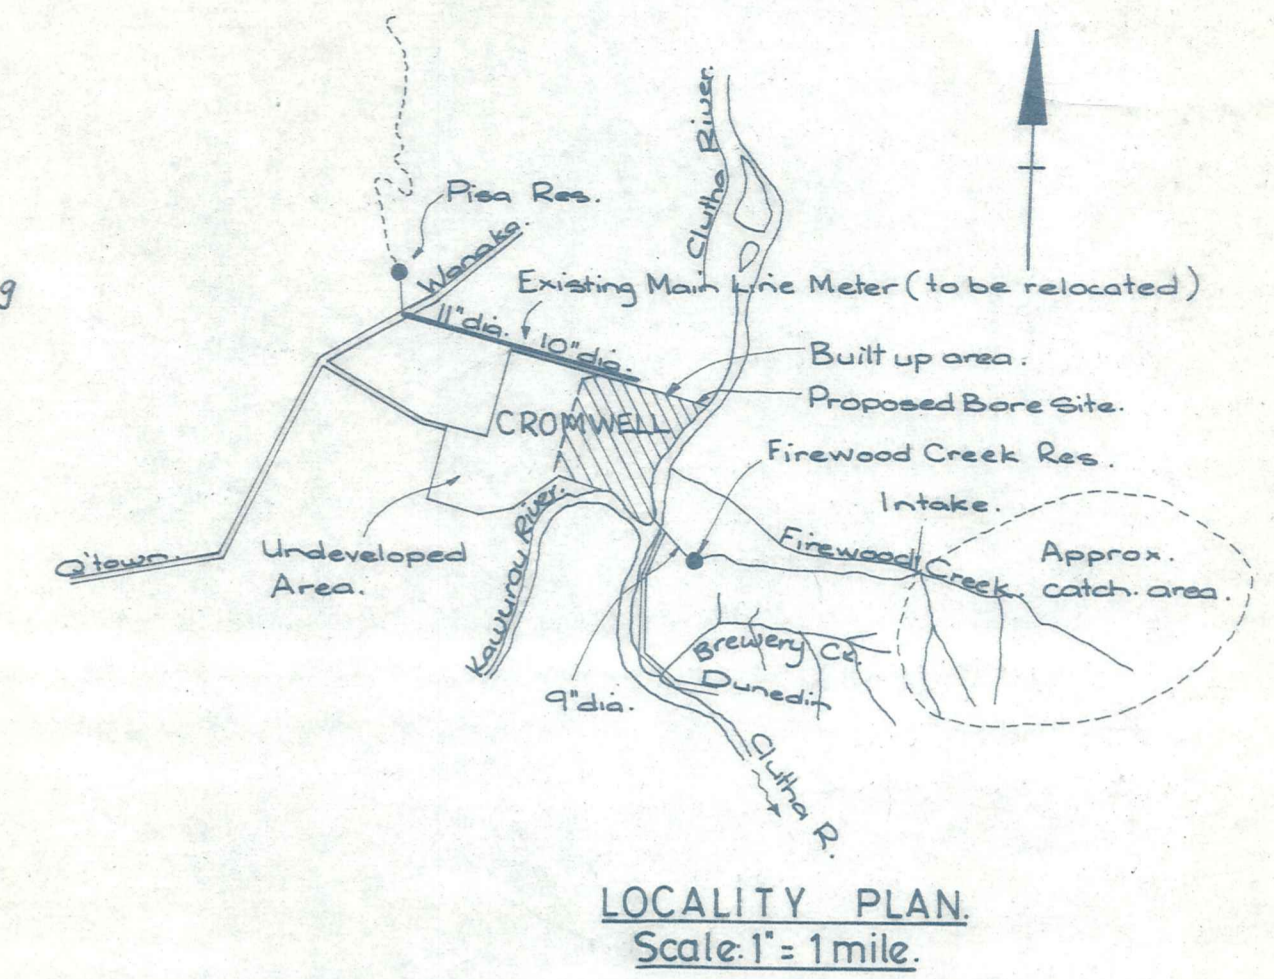 g
Clutha River.
Pisa Res.
Wanaka.
Existing Main Line Meter (to be relocated)
11"dia.
10"dia.
Built up area.
Proposed Bore Site.
CROMWELL
Firewood Creek Res.
Intake.
Kawarau River.
Firewood Creek.
Approx.
catch. area.
Q'town.
Undeveloped
Area.
Brewery Ck.
Dunedin
9"dia.
Clutha R.
LOCALITY PLAN.
Scale: 1" = 1 mile.